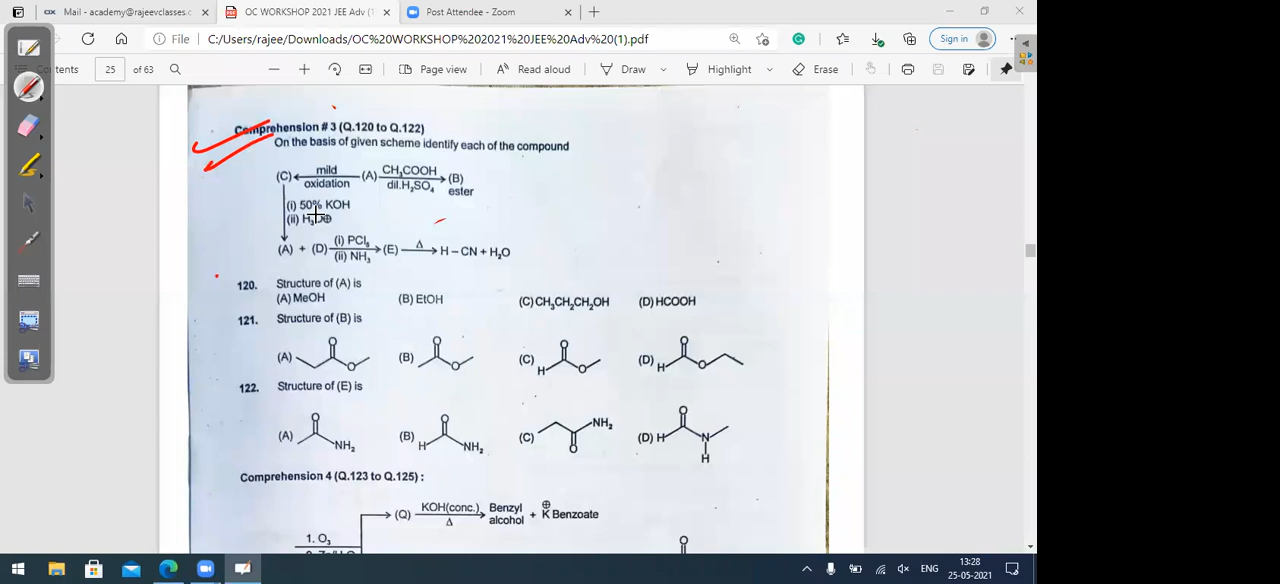 Mail - academy@rajeevclasses.c
OC WORKSHOP 2021 JEE Adv (1
Post Attendee - Zoom
File
C:/Users/rajee/Downloads/OC%20WORKSHOP%202021%20JEE%20Adv%20(1).pdf
Sign in
Contents
25
of 63
Page view
Read aloud
Draw
Highlight
Erase
Comprehension # 3 (Q.120 to Q.122)
On the basis of given scheme identify each of the compound
(C) mild oxidation (A) CH3COOH dil.H2SO4 (B) ester
(i) 50% KOH
(ii) H3O⊕
(A) + (D) (i) PCl5 (ii) NH3 (E) Δ H – CN + H2O
120. Structure of (A) is
(A) MeOH (B) EtOH (C) CH3CH2CH2OH (D) HCOOH
121. Structure of (B) is
(A) O O (B) O O (C) H O O (D) H O O
122. Structure of (E) is
(A) O NH2 (B) H O NH2 (C) O NH2 (D) H O N H
Comprehension 4 (Q.123 to Q.125) :
(Q) KOH(conc.) Δ Benzyl alcohol + K⊕ Benzoate
1. O3
O
ENG
13:28
25-05-2021